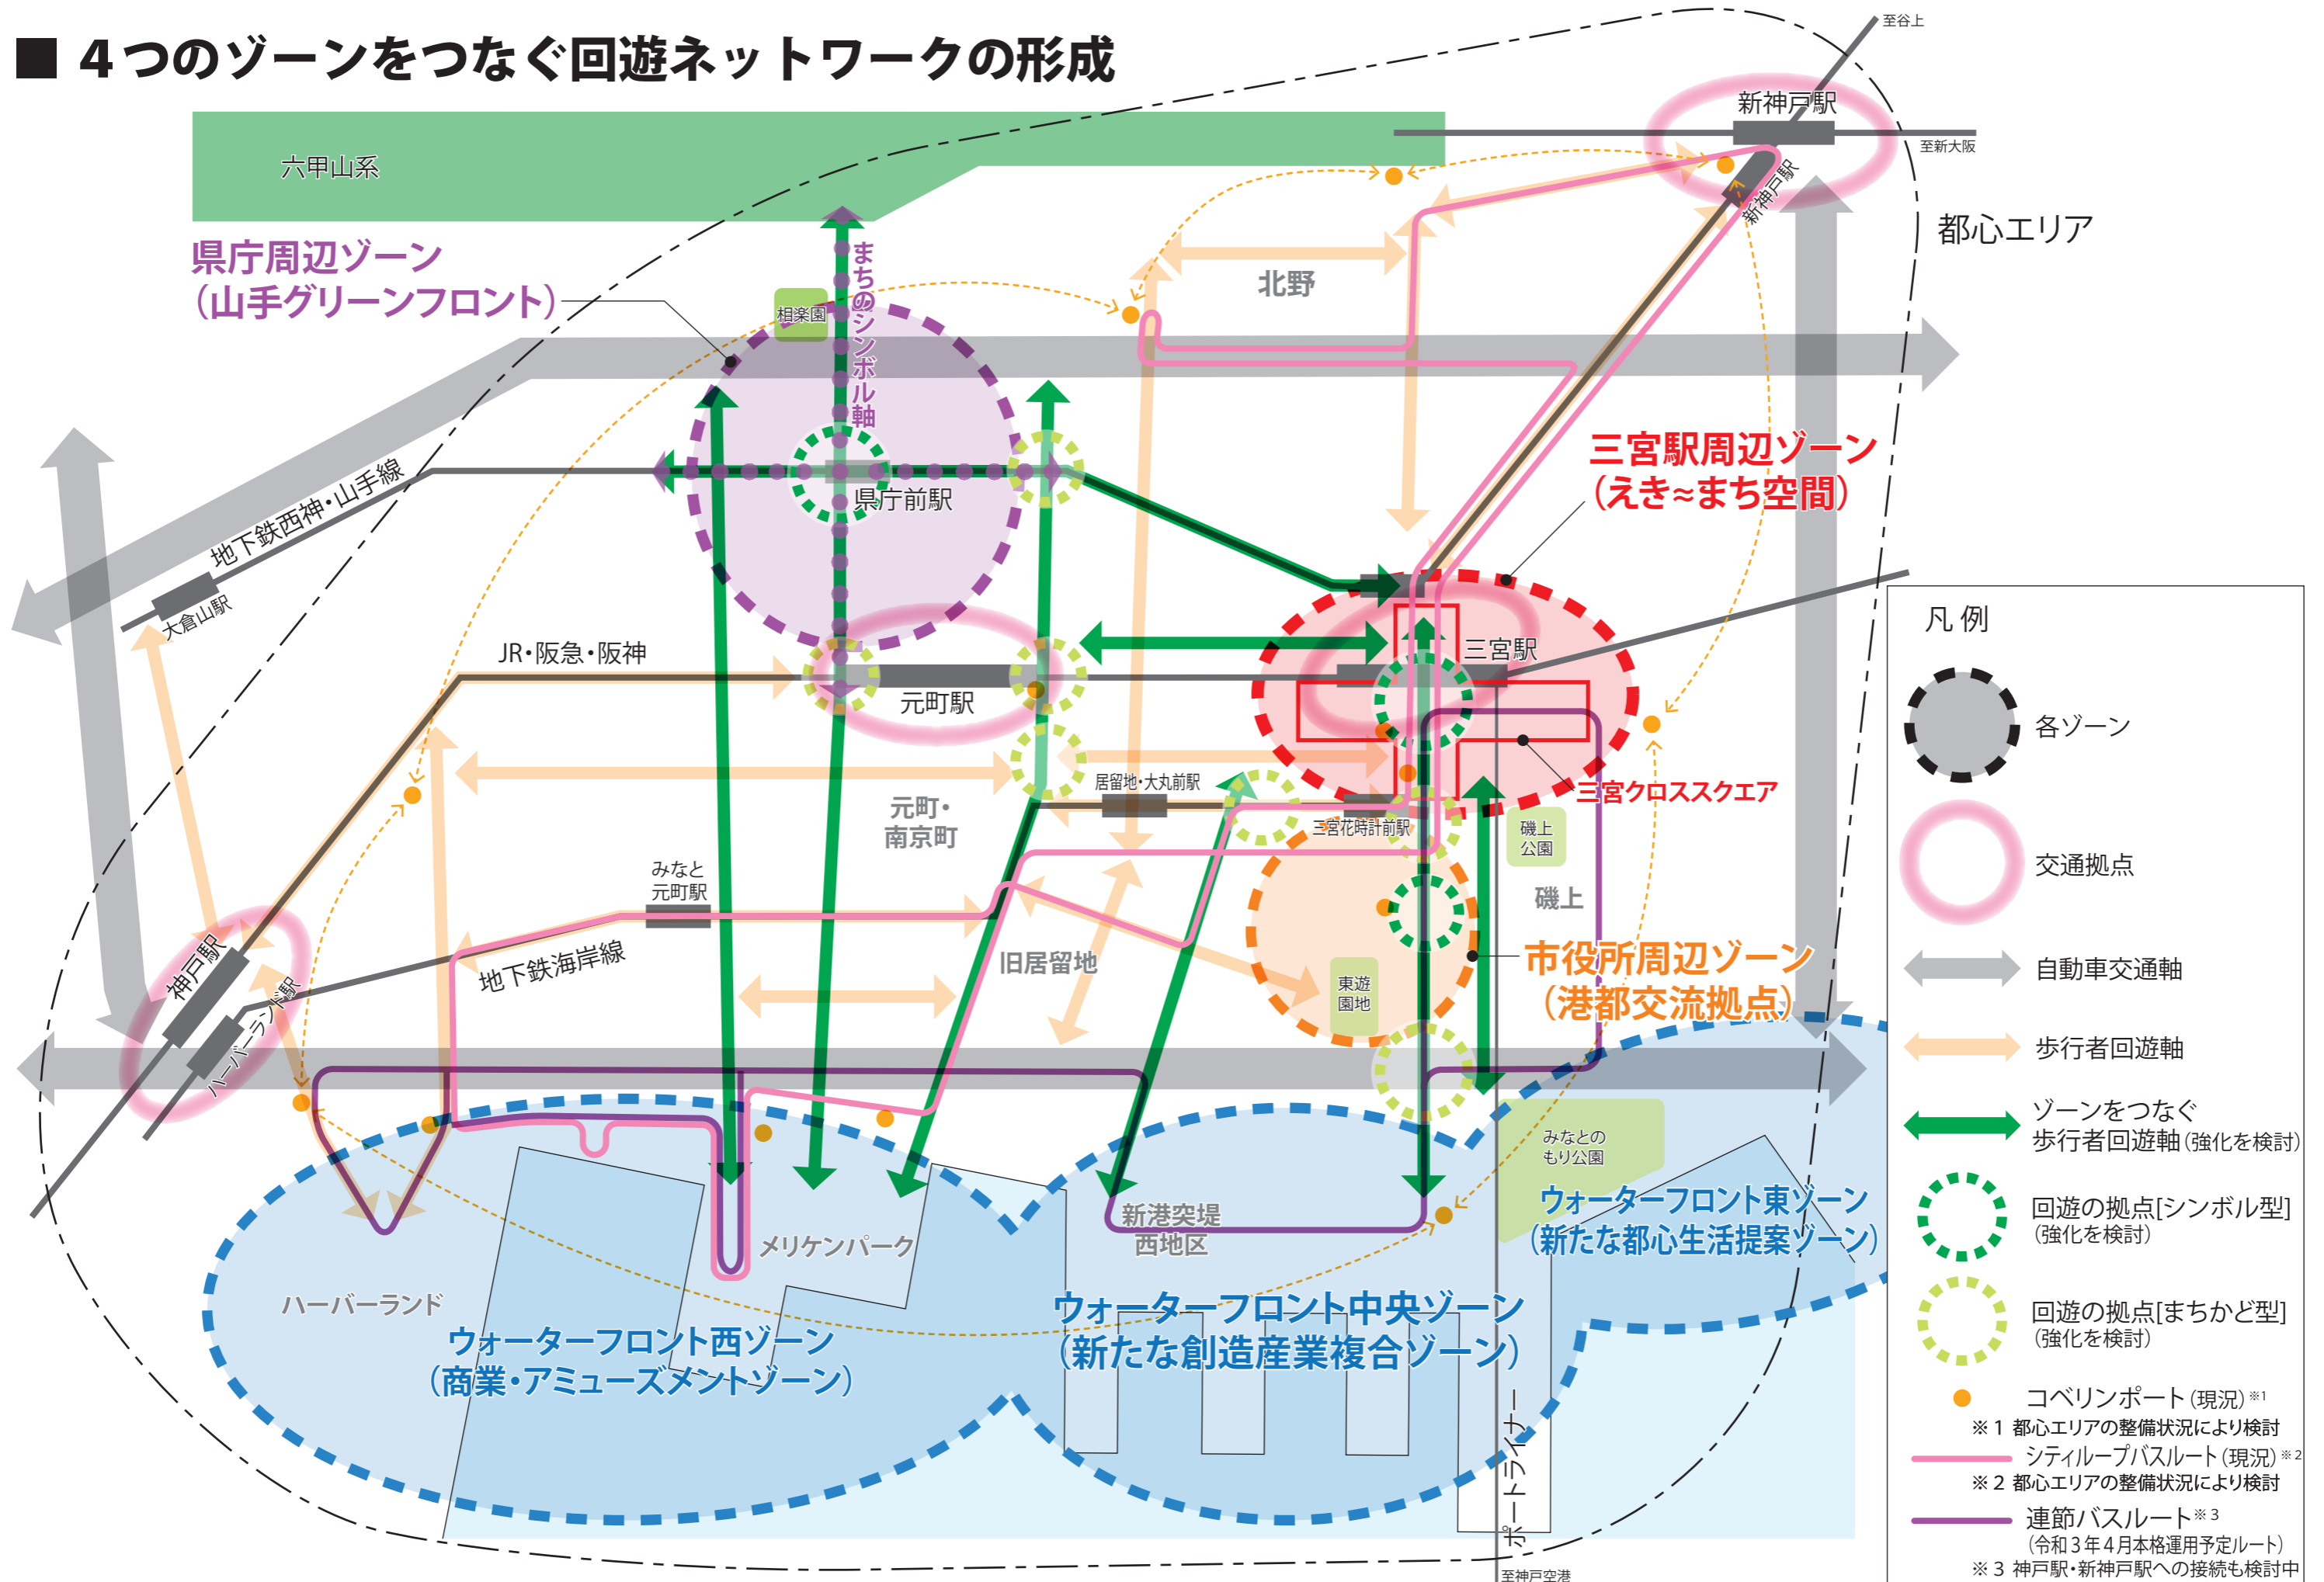 ■ 4つのゾーンをつなぐ回遊ネットワークの形成
至谷上
新神戸駅
至新大阪
新神戸駅
都心エリア
六甲山系
県庁周辺ゾーン
（山手グリーンフロント）
相楽園
まちのシンボル軸
北野
県庁前駅
地下鉄西神・山手線
大倉山駅
三宮駅周辺ゾーン
（えき≈まち空間）
JR・阪急・阪神
元町駅
三宮駅
居留地・大丸前駅
三宮クロススクエア
元町・
南京町
三宮花時計前駅
磯上
公園
みなと
元町駅
磯上
神戸駅
ハーバーランド駅
地下鉄海岸線
旧居留地
東遊
園地
市役所周辺ゾーン
（港都交流拠点）
みなとの
もり公園
新港突堤
西地区
メリケンパーク
ハーバーランド
ウォーターフロント東ゾーン
（新たな都心生活提案ゾーン）
ウォーターフロント中央ゾーン
（新たな創造産業複合ゾーン）
ウォーターフロント西ゾーン
（商業・アミューズメントゾーン）
ポートライナー
至神戸空港
凡 例
各ゾーン
交通拠点
自動車交通軸
歩行者回遊軸
ゾーンをつなぐ
歩行者回遊軸（強化を検討）
回遊の拠点[シンボル型]
（強化を検討）
回遊の拠点[まちかど型]
（強化を検討）
コベリンポート（現況）※1
※1 都心エリアの整備状況により検討
シティループバスルート（現況）※2
※2 都心エリアの整備状況により検討
連節バスルート※3
（令和3年4月本格運用予定ルート）
※3 神戸駅・新神戸駅への接続も検討中